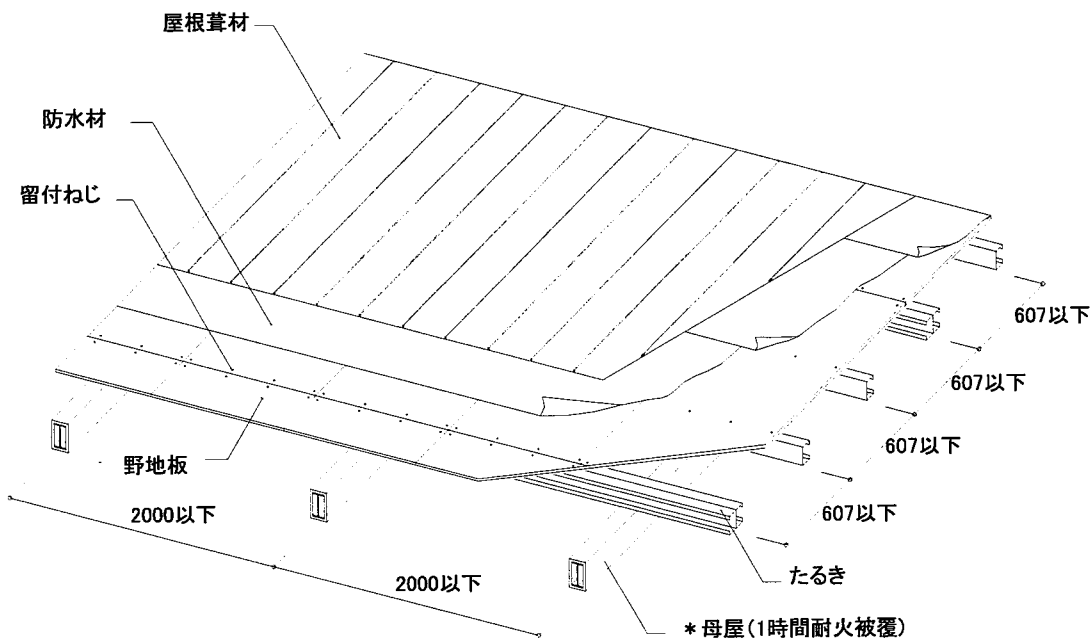 屋根葺材
防水材
留付ねじ
野地板
2000以下
2000以下
607以下
607以下
607以下
607以下
たるき
*母屋(1時間耐火被覆)